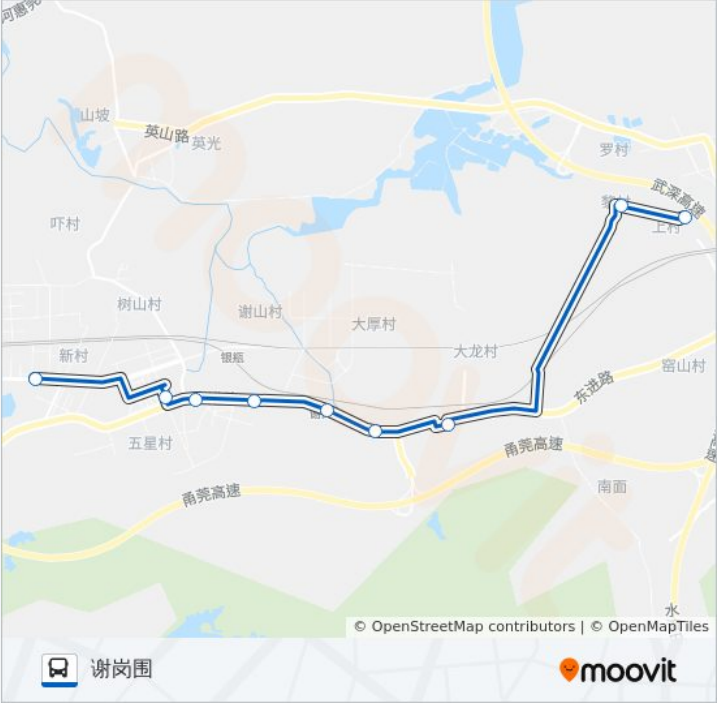 河惠莞
山坡
英山路
英光
罗村
武深高速
黎村
上村
吓村
树山村
谢山村
大厚村
银瓶
新村
大龙村
窑山村
东进路
五星村
甬莞高速
甬莞高速
南面
高速
水
© OpenStreetMap contributors | © OpenMapTiles
谢岗围
moovit